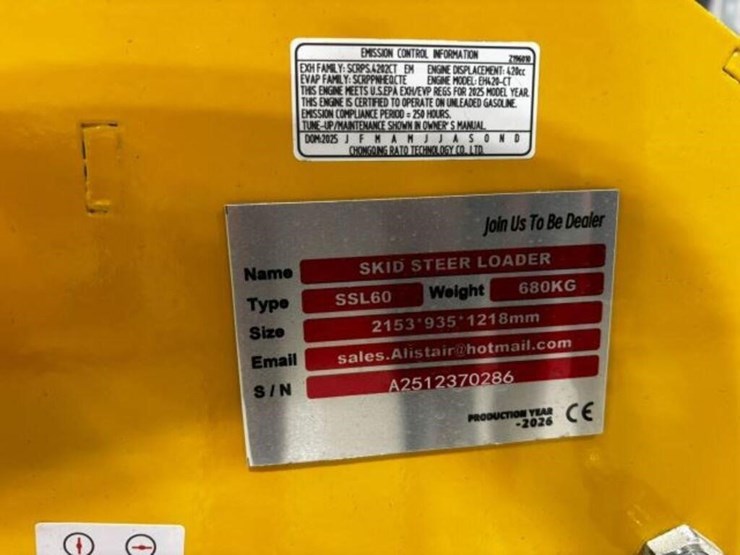 EMISSION CONTROL INFORMATION Z196010
EXH FAMILY: SCRPS.4202CT EM ENGINE DISPLACEMENT: 420cc
EVAP FAMILY: SCRPPNHEQCTE ENGINE MODEL: EH420-CT
THIS ENGINE MEETS U.S.EPA EXH/EVP REGS FOR 2025 MODEL YEAR.
THIS ENGINE IS CERTIFIED TO OPERATE ON UNLEADED GASOLINE.
EMISSION COMPLIANCE PERIOD = 250 HOURS.
TUNE-UP/MAINTENANCE SHOWN IN OWNER'S MANUAL.
DOM:2025 J F M A M J J A S O N D
CHONGQING RATO TECHNOLOGY CO., LTD.
Join Us To Be Dealer
Name SKID STEER LOADER
Type SSL60 Weight 680KG
Size 2153*935*1218mm
Email sales.Alistair@hotmail.com
S/N A2512370286
PRODUCTION YEAR
-2026 CE